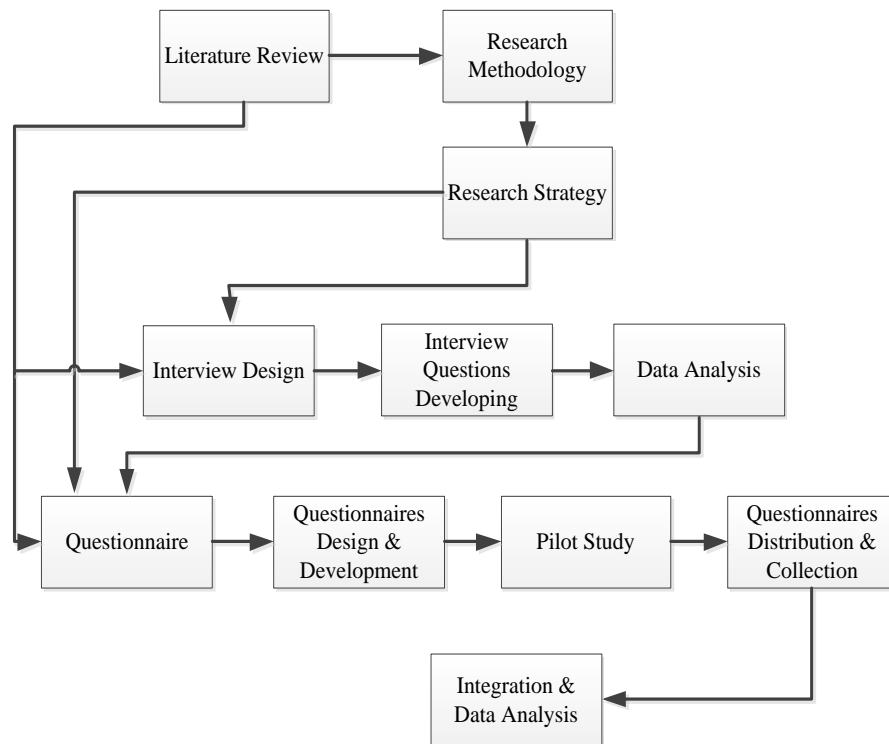 Literature Review
Research
Methodology
Research Strategy
Interview Design
Interview
Questions
Developing
Data Analysis
Questionnaire
Questionnaires
Design &
Development
Pilot Study
Questionnaires
Distribution &
Collection
Integration &
Data Analysis